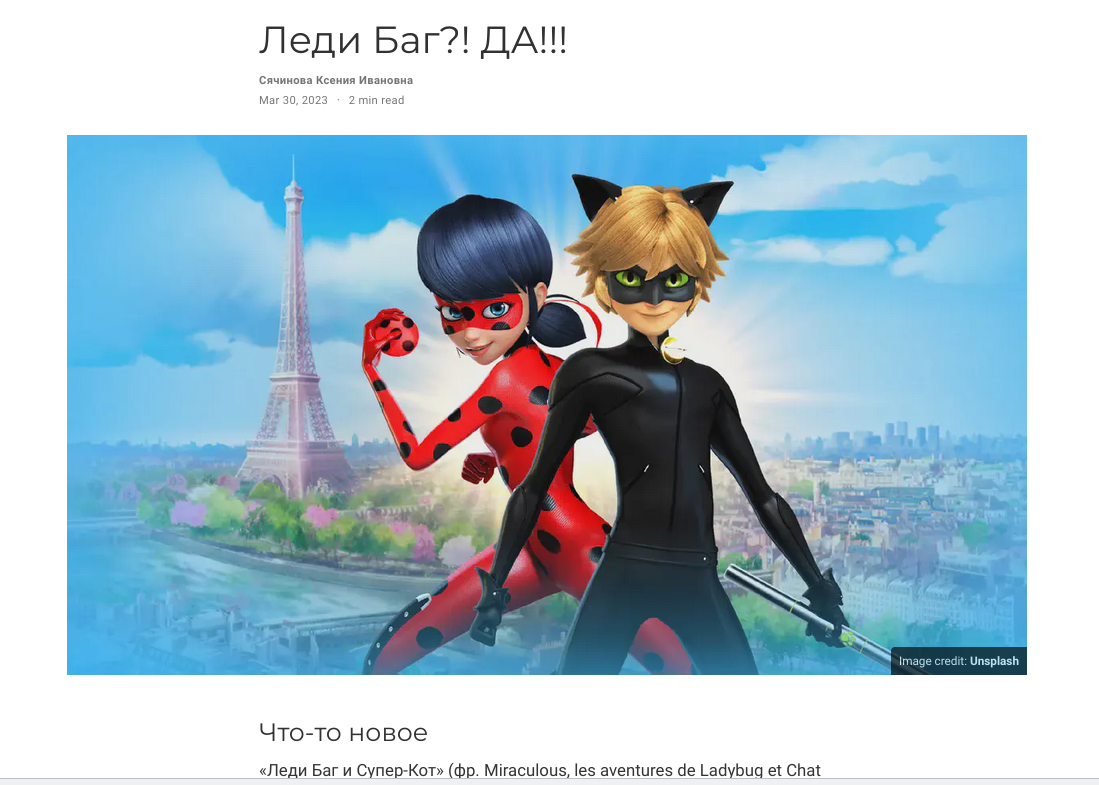 Леди Баг?! ДА!!!
Сячинова Ксения Ивановна
Mar 30, 2023 · 2 min read
Image credit: Unsplash
Что-то новое
«Леди Баг и Супер-Кот» (фр. Miraculous, les aventures de Ladybug et Chat